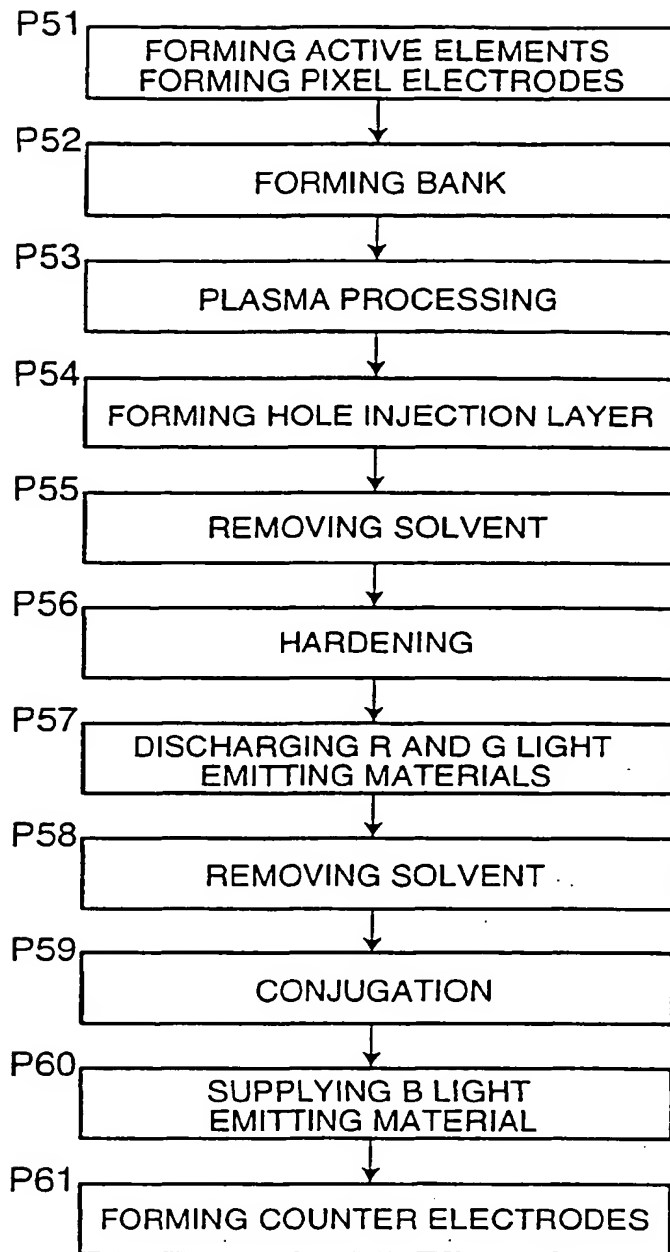 P51
FORMING ACTIVE ELEMENTS
FORMING PIXEL ELECTRODES
P52
FORMING BANK
P53
PLASMA PROCESSING
P54
FORMING HOLE INJECTION LAYER
P55
REMOVING SOLVENT
P56
HARDENING
P57
DISCHARGING R AND G LIGHT
EMITTING MATERIALS
P58
REMOVING SOLVENT
P59
CONJUGATION
P60
SUPPLYING B LIGHT
EMITTING MATERIAL
P61
FORMING COUNTER ELECTRODES